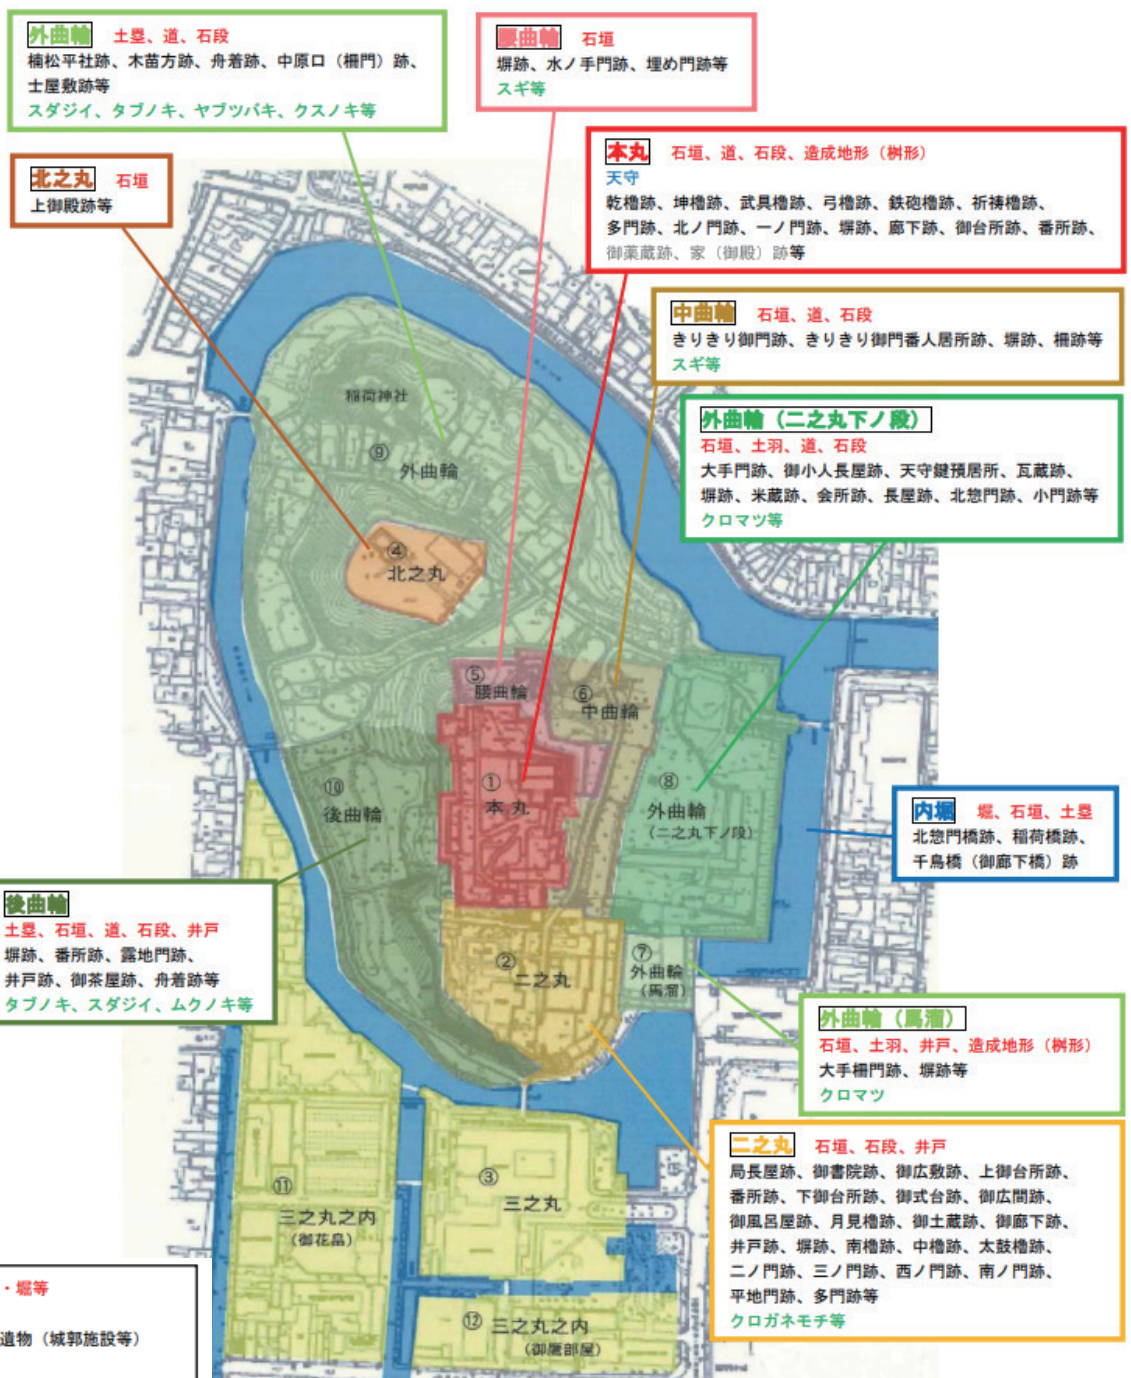 外曲輪　土塁、道、石段
楠松平社跡、木苗方跡、舟着跡、中原口（柵門）跡、
士屋敷跡等
スダジイ、タブノキ、ヤブツバキ、クスノキ等
腰曲輪　石垣
塀跡、水ノ手門跡、埋め門跡等
スギ等
北之丸　石垣
上御殿跡等
本丸　石垣、道、石段、造成地形（桝形）
天守
乾櫓跡、坤櫓跡、武具櫓跡、弓櫓跡、鉄砲櫓跡、祈祷櫓跡、
多門跡、北ノ門跡、一ノ門跡、塀跡、廊下跡、御台所跡、番所跡、
御薬蔵跡、家（御殿）跡等
中曲輪　石垣、道、石段
きりきり御門跡、きりきり御門番人居所跡、塀跡、柵跡等
スギ等
外曲輪（二之丸下ノ段）
石垣、土羽、道、石段
大手門跡、御小人長屋跡、天守鍵預居所、瓦蔵跡、
塀跡、米蔵跡、会所跡、長屋跡、北惣門跡、小門跡等
クロマツ等
稲荷神社
⑨
外曲輪
④
北之丸
⑤
腰曲輪
⑥
中曲輪
①
本丸
⑧
外曲輪
（二之丸下ノ段）
⑩
後曲輪
内堀　堀、石垣、土塁
北惣門橋跡、稲荷橋跡、
千鳥橋（御廊下橋）跡
後曲輪
土塁、石垣、道、石段、井戸
塀跡、番所跡、露地門跡、
井戸跡、御茶屋跡、舟着跡等
タブノキ、スダジイ、ムクノキ等
②
二之丸
⑦
外曲輪
（馬溜）
外曲輪（馬溜）
石垣、土羽、井戸、造成地形（桝形）
大手柵門跡、塀跡等
クロマツ
二之丸　石垣、石段、井戸
局長屋跡、御書院跡、御広敷跡、上御台所跡、
番所跡、下御台所跡、御式台跡、御広間跡、
御風呂屋跡、月見櫓跡、御土蔵跡、御廊下跡、
井戸跡、塀跡、南櫓跡、中櫓跡、太鼓櫓跡、
二ノ門跡、三ノ門跡、西ノ門跡、南ノ門跡、
平地門跡、多門跡等
クロガネモチ等
③
三之丸
⑪
三之丸之内
（御花畠）
⑫
三之丸之内
（御鷹部屋）
・堀等
遺物（城郭施設等）